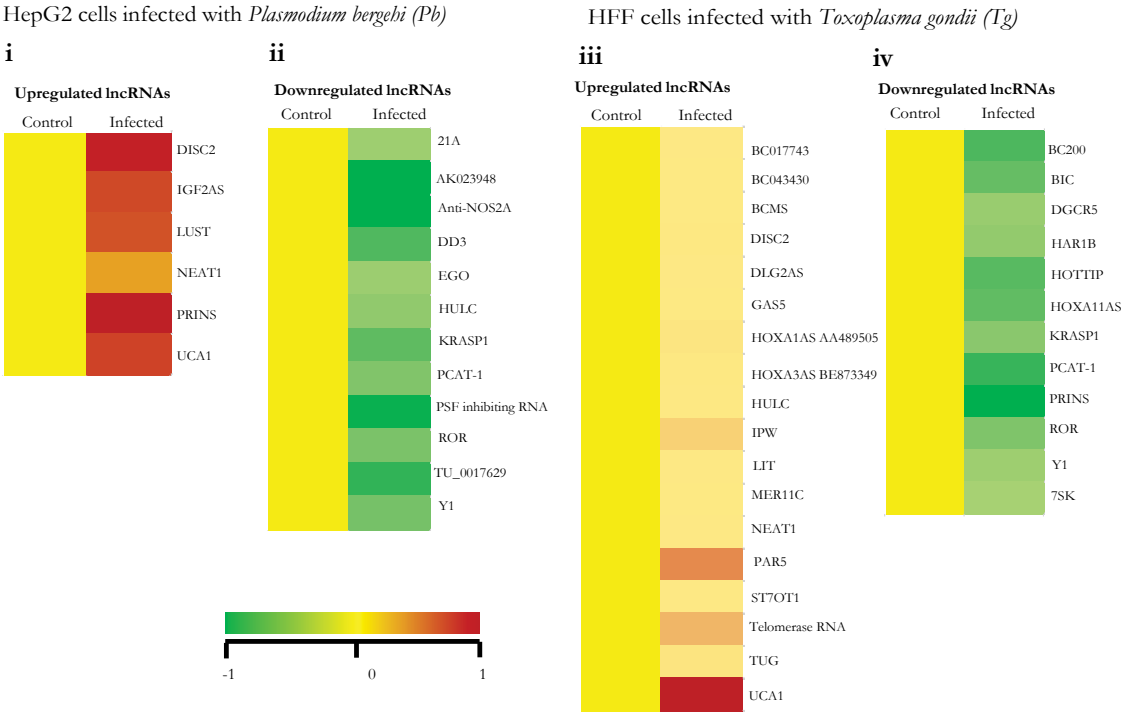 HepG2 cells infected with Plasmodium bergehi (Pb)
i
Upregulated lncRNAs
Control Infected
DISC2
IGF2AS
LUST
NEAT1
PRINS
UCA1
ii
Downregulated lncRNAs
Control Infected
21A
AK023948
Anti-NOS2A
DD3
EGO
HULC
KRASP1
PCAT-1
PSF inhibiting RNA
ROR
TU_0017629
Y1
-1 0 1
HFF cells infected with Toxoplasma gondii (Tg)
iii
Upregulated lncRNAs
Control Infected
BC017743
BC043430
BCMS
DISC2
DLG2AS
GAS5
HOXA1AS AA489505
HOXA3AS BE873349
HULC
IPW
LIT
MER11C
NEAT1
PAR5
ST7OT1
Telomerase RNA
TUG
UCA1
iv
Downregulated lncRNAs
Control Infected
BC200
BIC
DGCR5
HAR1B
HOTTIP
HOXA11AS
KRASP1
PCAT-1
PRINS
ROR
Y1
7SK